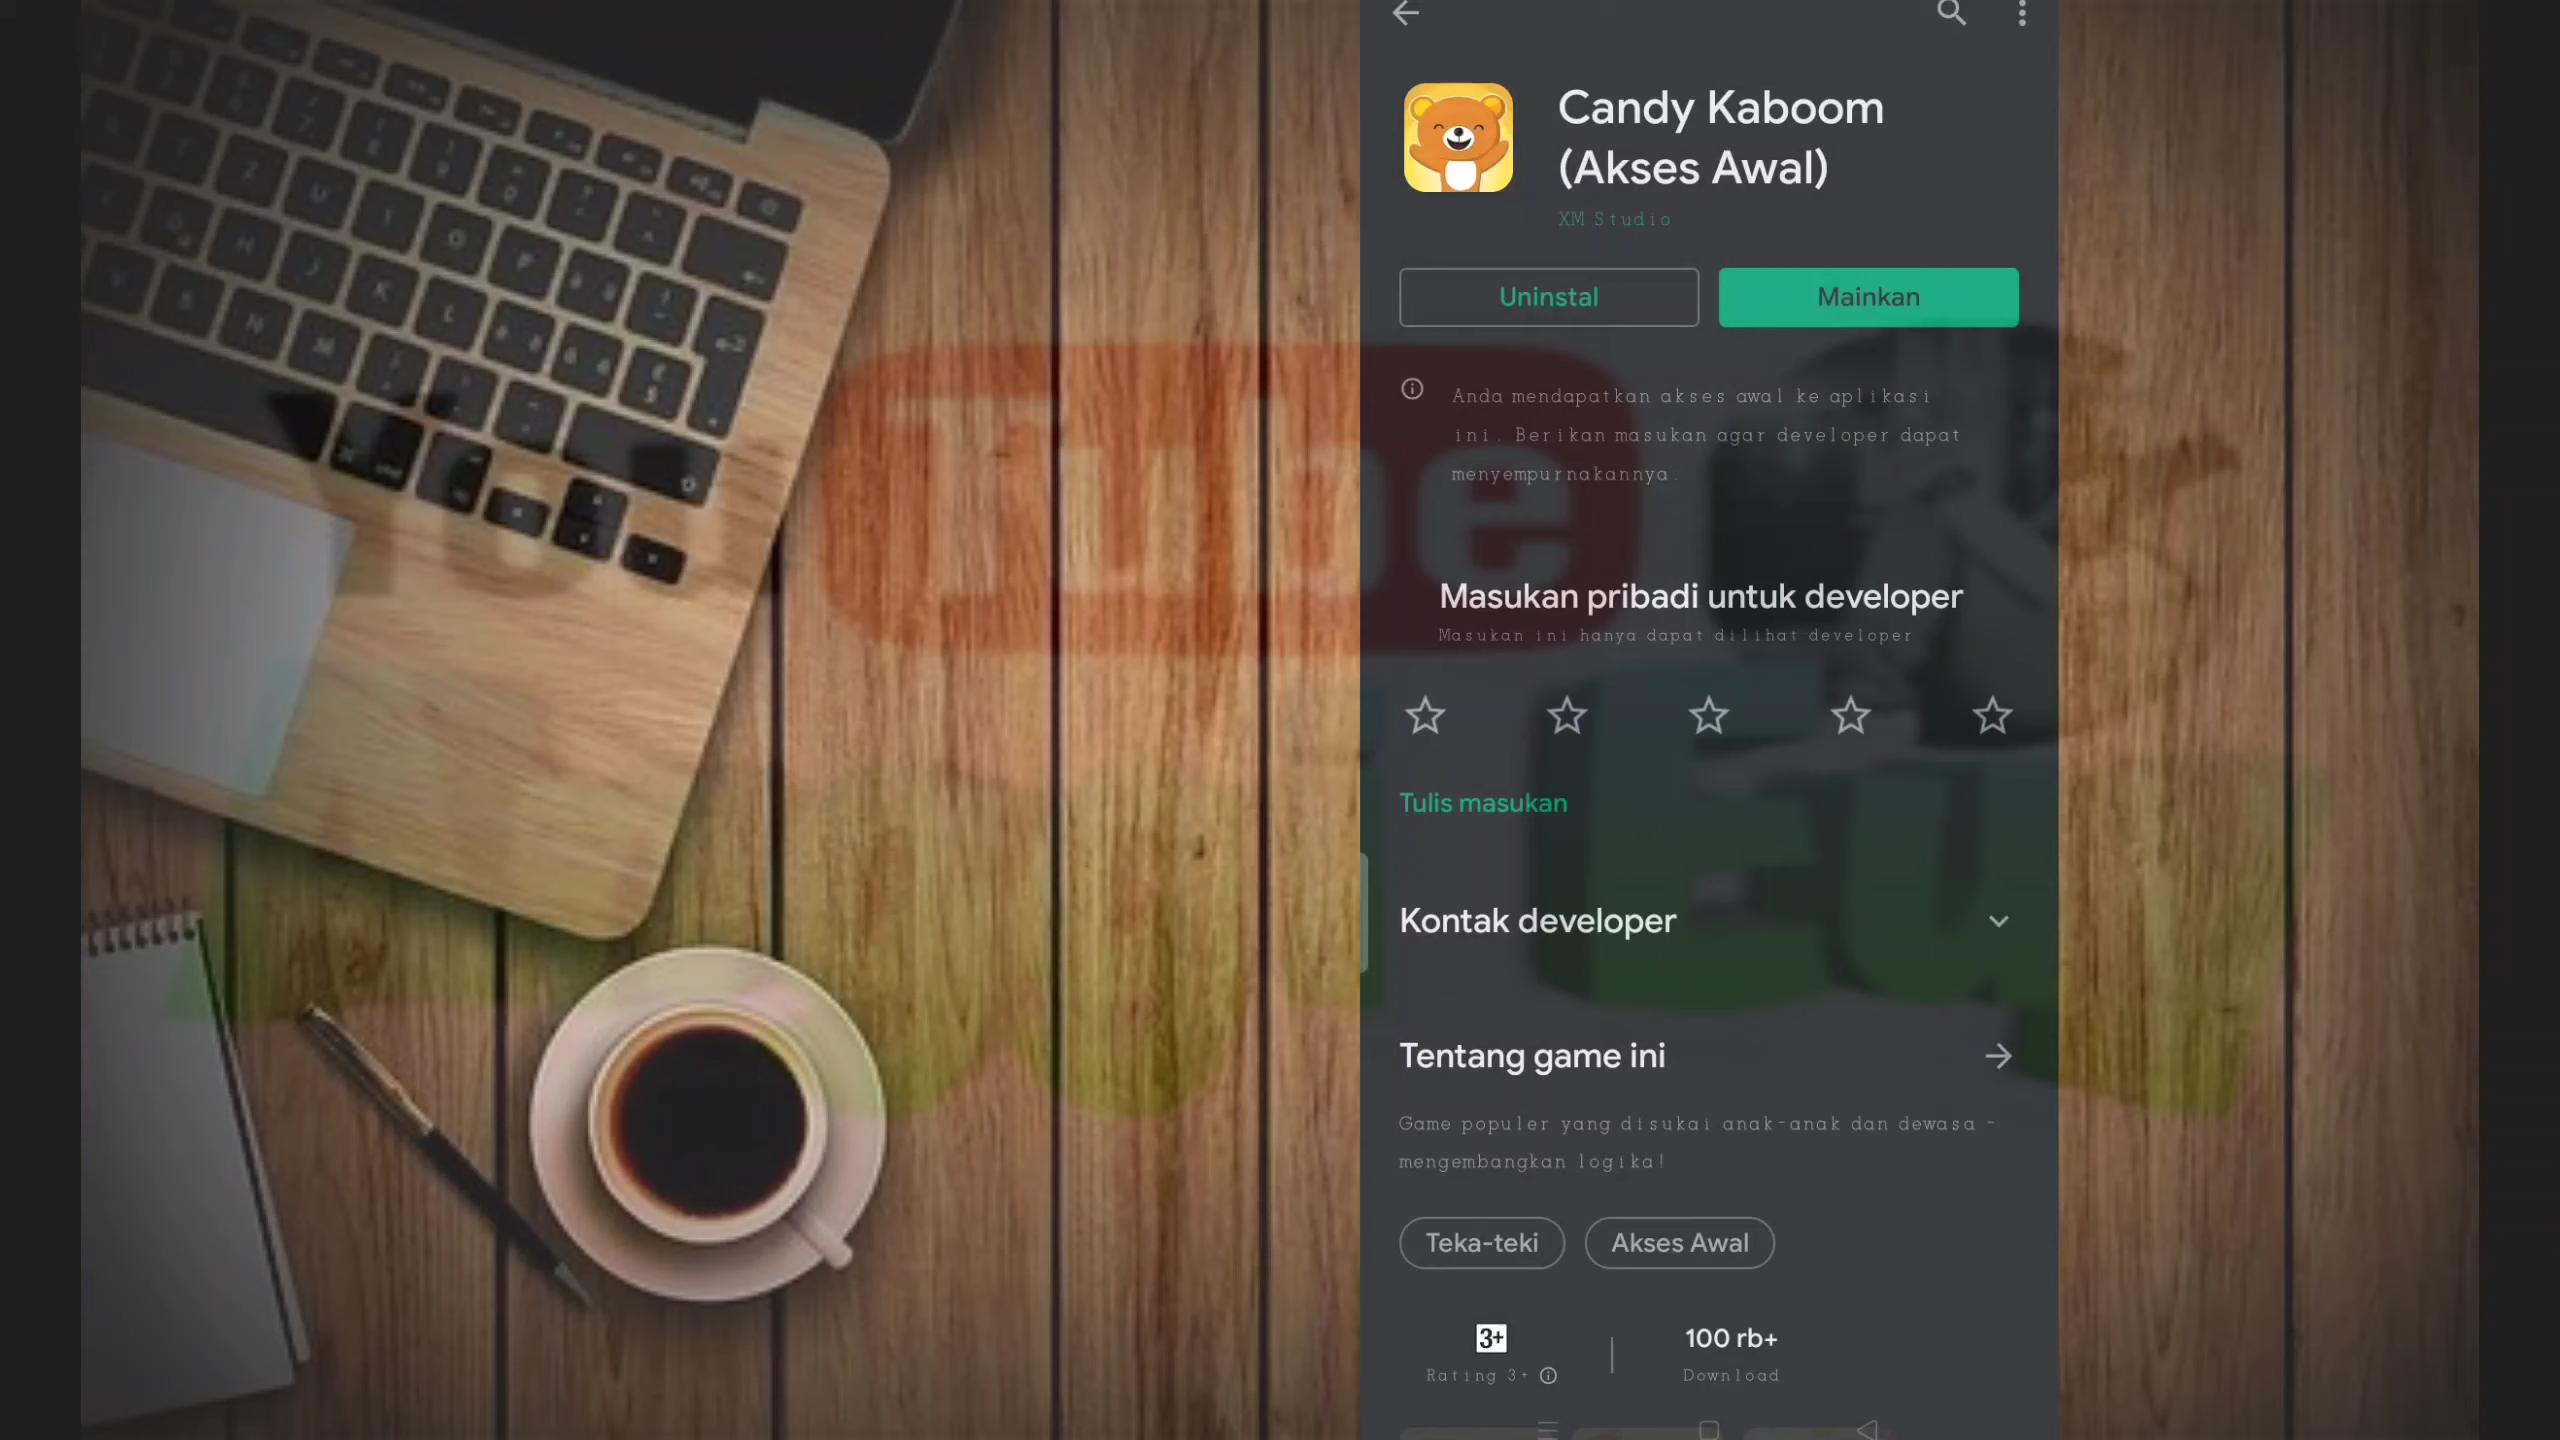 Candy Kaboom
(Akses Awal)
XM Studio
Uninstal
Mainkan
Anda mendapatkan akses awal ke aplikasi
ini. Berikan masukan agar developer dapat
menyempurnakannya.
Tube
Masukan pribadi untuk developer
Masukan ini hanya dapat dilihat developer
Tulis masukan
Kontak developer
Tentang game ini
Game populer yang disukai anak-anak dan dewasa -
mengembangkan logika!
Teka-teki
Akses Awal
3+
100 rb+
Rating 3+
Download